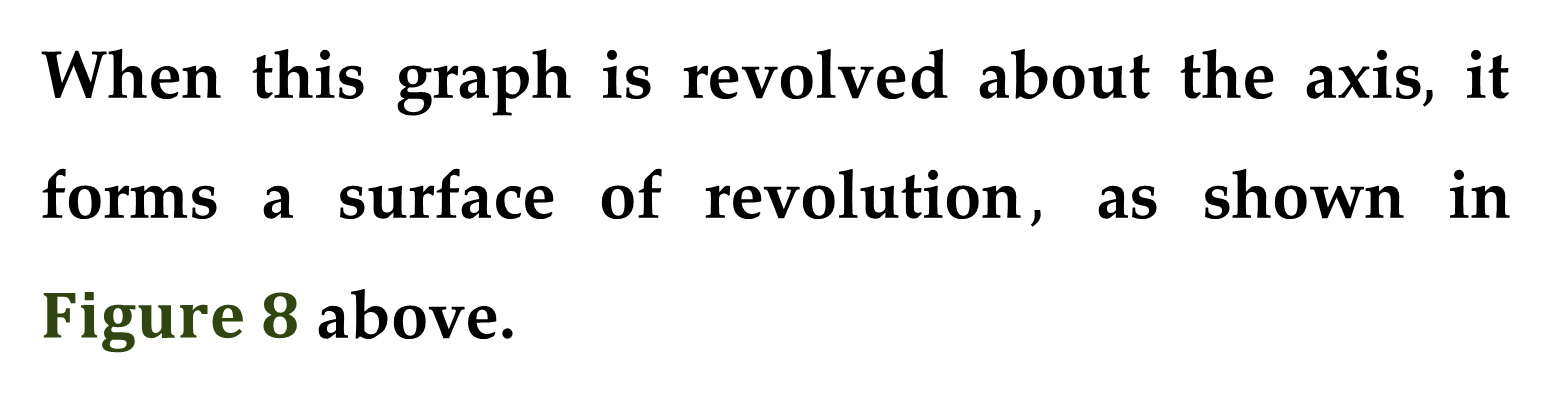 When this graph is revolved about the axis, it
forms a surface of revolution, as shown in
Figure 8 above.